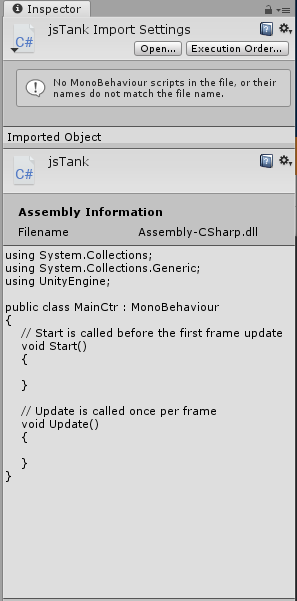 Inspector
jsTank Import Settings
Open... Execution Order...
C#
No MonoBehaviour scripts in the file, or their
names do not match the file name.
Imported Object
jsTank
C#
Assembly Information
Filename Assembly-CSharp.dll
using System.Collections;
using System.Collections.Generic;
using UnityEngine;
public class MainCtr : MonoBehaviour
{
// Start is called before the first frame update
void Start()
{
}
// Update is called once per frame
void Update()
{
}
}